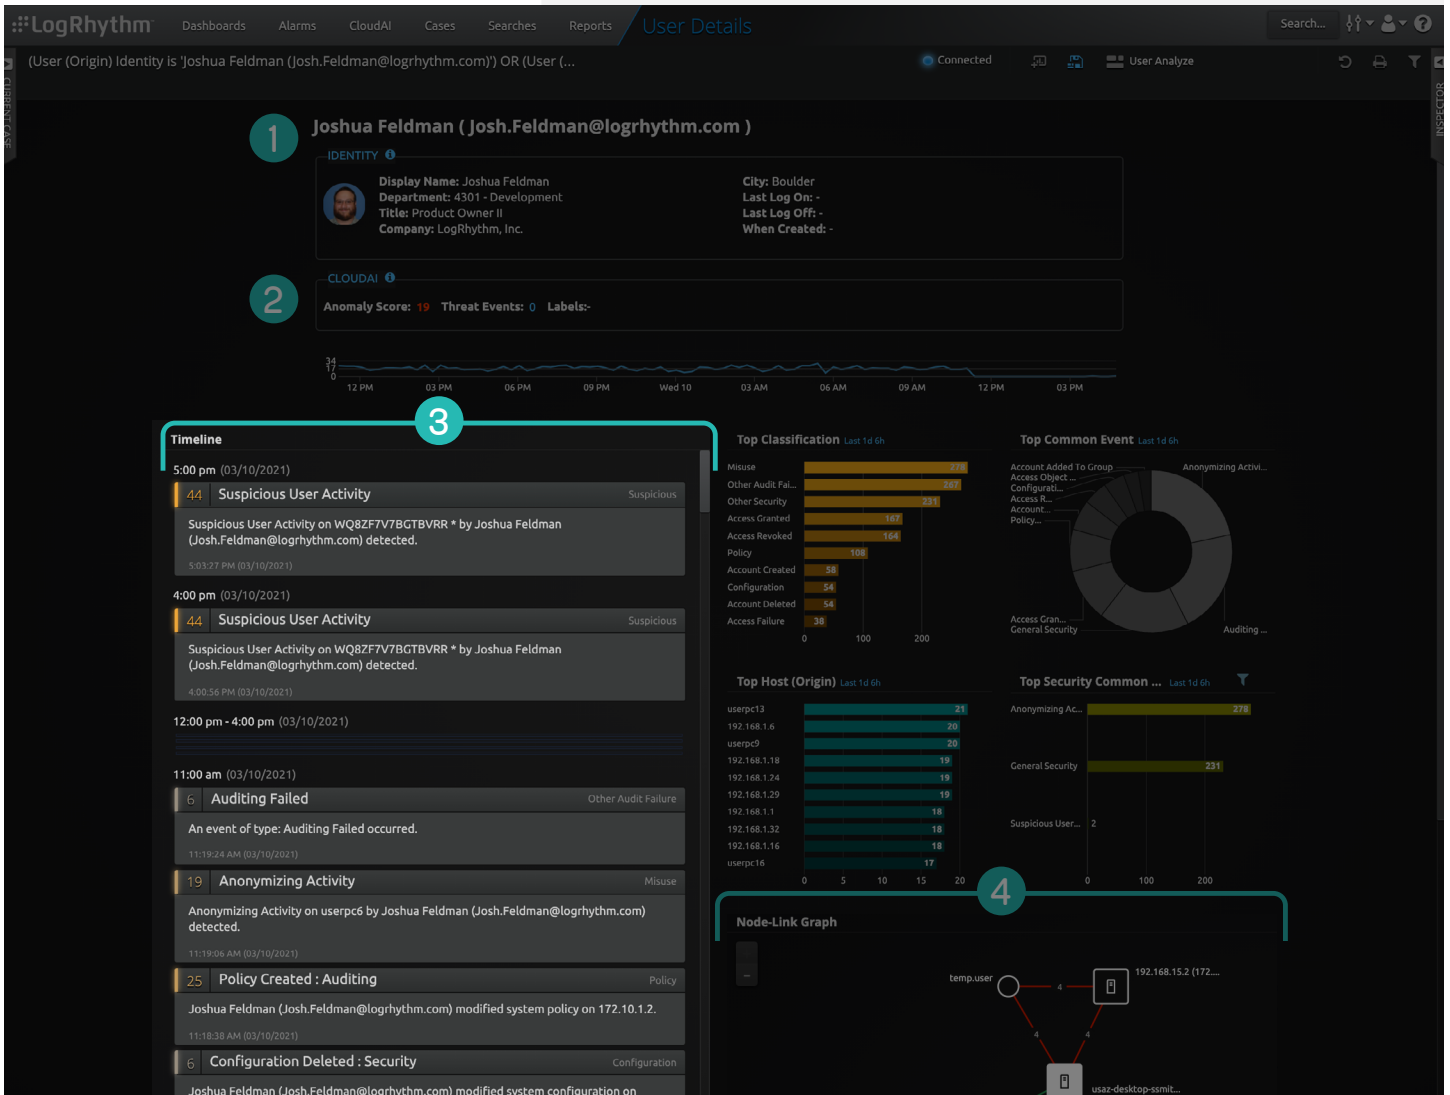 LogRhythm
Dashboards Alarms CloudAI Cases Searches Reports User Details Search...
(User (Origin) Identity is 'Joshua Feldman (Josh.Feldman@logrhythm.com)') OR (User (...
Connected
User Analyze
CURRENT CASE
INSPECTOR
1
Joshua Feldman ( Josh.Feldman@logrhythm.com )
IDENTITY
Display Name: Joshua Feldman
Department: 4301 - Development
Title: Product Owner II
Company: LogRhythm, Inc.
City: Boulder
Last Log On: -
Last Log Off: -
When Created: -
2
CLOUDAI
Anomaly Score: 19 Threat Events: 0 Labels:-
34
17
0
12 PM 03 PM 06 PM 09 PM Wed 10 03 AM 06 AM 09 AM 12 PM 03 PM
3
Timeline
5:00 pm (03/10/2021)
44 Suspicious User Activity Suspicious
Suspicious User Activity on WQ8ZF7V7BGTBVRR * by Joshua Feldman
(Josh.Feldman@logrhythm.com) detected.
5:03:27 PM (03/10/2021)
4:00 pm (03/10/2021)
44 Suspicious User Activity Suspicious
Suspicious User Activity on WQ8ZF7V7BGTBVRR * by Joshua Feldman
(Josh.Feldman@logrhythm.com) detected.
4:00:56 PM (03/10/2021)
12:00 pm - 4:00 pm (03/10/2021)
11:00 am (03/10/2021)
6 Auditing Failed Other Audit Failure
An event of type: Auditing Failed occurred.
11:19:24 AM (03/10/2021)
19 Anonymizing Activity Misuse
Anonymizing Activity on userpc6 by Joshua Feldman (Josh.Feldman@logrhythm.com)
detected.
11:19:06 AM (03/10/2021)
25 Policy Created : Auditing Policy
Joshua Feldman (Josh.Feldman@logrhythm.com) modified system policy on 172.10.1.2.
11:18:38 AM (03/10/2021)
6 Configuration Deleted : Security Configuration
Joshua Feldman (Josh.Feldman@logrhythm.com) modified system configuration on
Top Classification Last 1d 6h
Misuse 278
Other Audit Fai... 267
Other Security 231
Access Granted 167
Access Revoked 164
Policy 108
Account Created 58
Configuration 54
Account Deleted 54
Access Failure 38
0 100 200
Top Common Event Last 1d 6h
Account Added To Group
Access Object ...
Configurati...
Access R...
Account...
Policy...
Anonymizing Activi...
Access Gran...
General Security
Auditing ...
Top Host (Origin) Last 1d 6h
userpc13 21
192.168.1.6 20
userpc9 20
192.168.1.18 19
192.168.1.24 19
192.168.1.29 19
192.168.1.1 18
192.168.1.32 18
192.168.1.16 18
userpc16 17
0 5 10 15 20
Top Security Common ... Last 1d 6h
Anonymizing Ac... 278
General Security 231
Suspicious User... 2
0 100 200
4
Node-Link Graph
temp.user
4
192.168.15.2 (172....
4
4
usaz-desktop-ssmit...